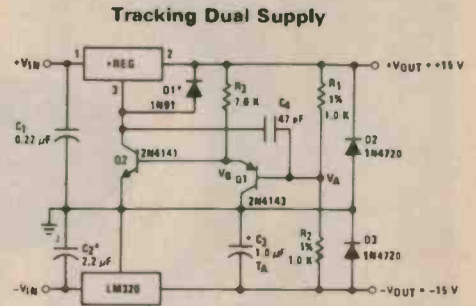 Tracking Dual Supply
+VIN
1
+REG
2
3
+VOUT = +15 V
D1*
1N91
R3
7.6 K
R1
1%
1.0 K
C4
47 pF
C1
0.22 μF
Q2
2N4141
VB
Q1
VA
D2
1N4720
2N4143
C2*
2.2 μF
+
C3
1.0 μF
TA
R2
1%
1.0 K
D3
1N4720
-VIN
LM320
-VOUT = -15 V